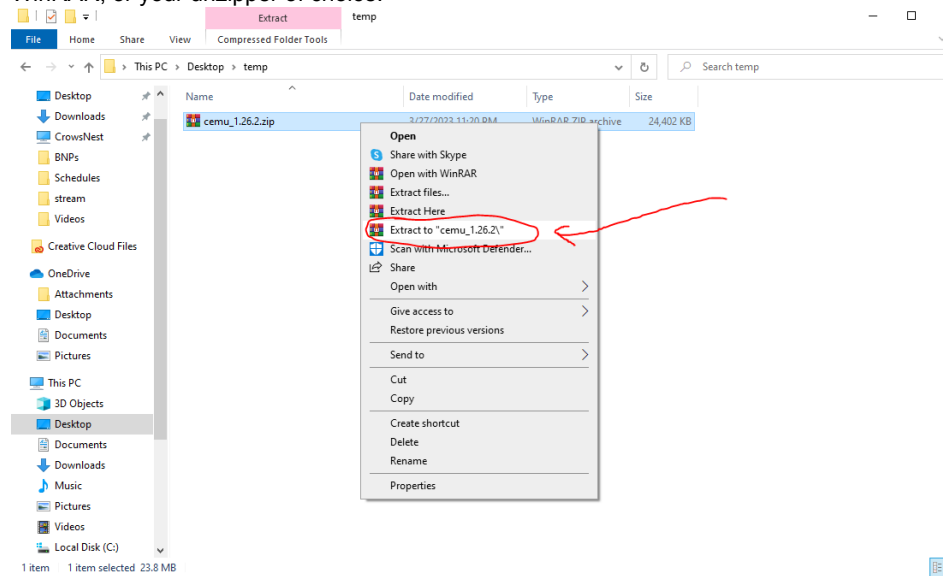 WinRAR, or your unzipper of choice.
Extract temp
File Home Share View Compressed Folder Tools
This PC > Desktop > temp Search temp
Name Date modified Type Size
cemu_1.26.2.zip 3/27/2023 11:20 PM WinRAR ZIP archive 24,402 KB
Desktop
Downloads
CrowsNest
BNPs
Schedules
stream
Videos
Creative Cloud Files
OneDrive
Attachments
Desktop
Documents
Pictures
This PC
3D Objects
Desktop
Documents
Downloads
Music
Pictures
Videos
Local Disk (C:)
Open
Share with Skype
Open with WinRAR
Extract files...
Extract Here
Extract to "cemu_1.26.2\"
Scan with Microsoft Defender...
Share
Open with
Give access to
Restore previous versions
Send to
Cut
Copy
Create shortcut
Delete
Rename
Properties
1 item 1 item selected 23.8 MB